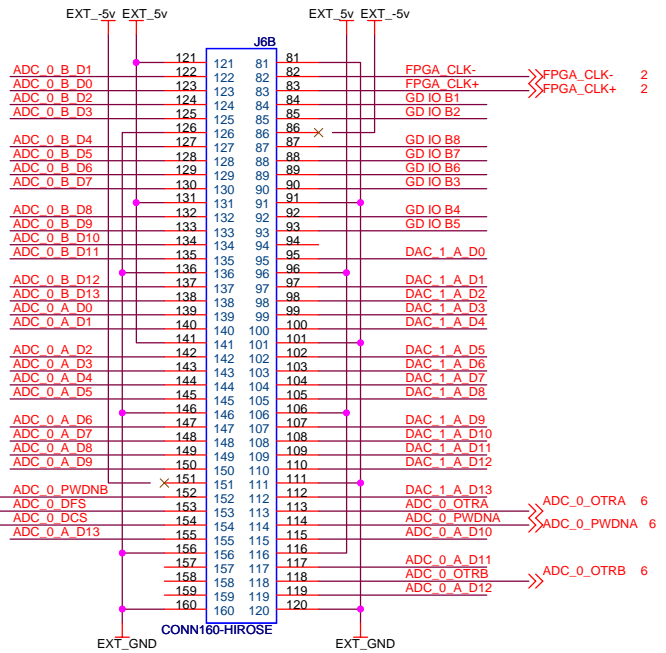 EXT_-5v EXT_5v EXT_5v EXT_-5v
J6B
121 121 81 81
ADC_0_B_D1 122 122 82 82 FPGA_CLK- FPGA_CLK- 2
ADC_0_B_D0 123 123 83 83 FPGA_CLK+ FPGA_CLK+ 2
ADC_0_B_D2 124 124 84 84 GD IO B1
ADC_0_B_D3 125 125 85 85 GD IO B2
126 126 86 86
ADC_0_B_D4 127 127 87 87 GD IO B8
ADC_0_B_D5 128 128 88 88 GD IO B7
ADC_0_B_D6 129 129 89 89 GD IO B6
ADC_0_B_D7 130 130 90 90 GD IO B3
131 131 91 91
ADC_0_B_D8 132 132 92 92 GD IO B4
ADC_0_B_D9 133 133 93 93 GD IO B5
ADC_0_B_D10 134 134 94 94
ADC_0_B_D11 135 135 95 95 DAC_1_A_D0
136 136 96 96
ADC_0_B_D12 137 137 97 97 DAC_1_A_D1
ADC_0_B_D13 138 138 98 98 DAC_1_A_D2
ADC_0_A_D0 139 139 99 99 DAC_1_A_D3
ADC_0_A_D1 140 140 100 100 DAC_1_A_D4
141 141 101 101
ADC_0_A_D2 142 142 102 102 DAC_1_A_D5
ADC_0_A_D3 143 143 103 103 DAC_1_A_D6
ADC_0_A_D4 144 144 104 104 DAC_1_A_D7
ADC_0_A_D5 145 145 105 105 DAC_1_A_D8
146 146 106 106
ADC_0_A_D6 147 147 107 107 DAC_1_A_D9
ADC_0_A_D7 148 148 108 108 DAC_1_A_D10
ADC_0_A_D8 149 149 109 109 DAC_1_A_D11
ADC_0_A_D9 150 150 110 110 DAC_1_A_D12
151 151 111 111
ADC_0_PWDNB 152 152 112 112 DAC_1_A_D13
ADC_0_DFS 153 153 113 113 ADC_0_OTRA ADC_0_OTRA 6
ADC_0_DCS 154 154 114 114 ADC_0_PWDNA ADC_0_PWDNA 6
ADC_0_A_D13 155 155 115 115 ADC_0_A_D10
156 156 116 116
157 157 117 117 ADC_0_A_D11
158 158 118 118 ADC_0_OTRB ADC_0_OTRB 6
159 159 119 119 ADC_0_A_D12
160 160 120 120
CONN160-HIROSE
EXT_GND EXT_GND